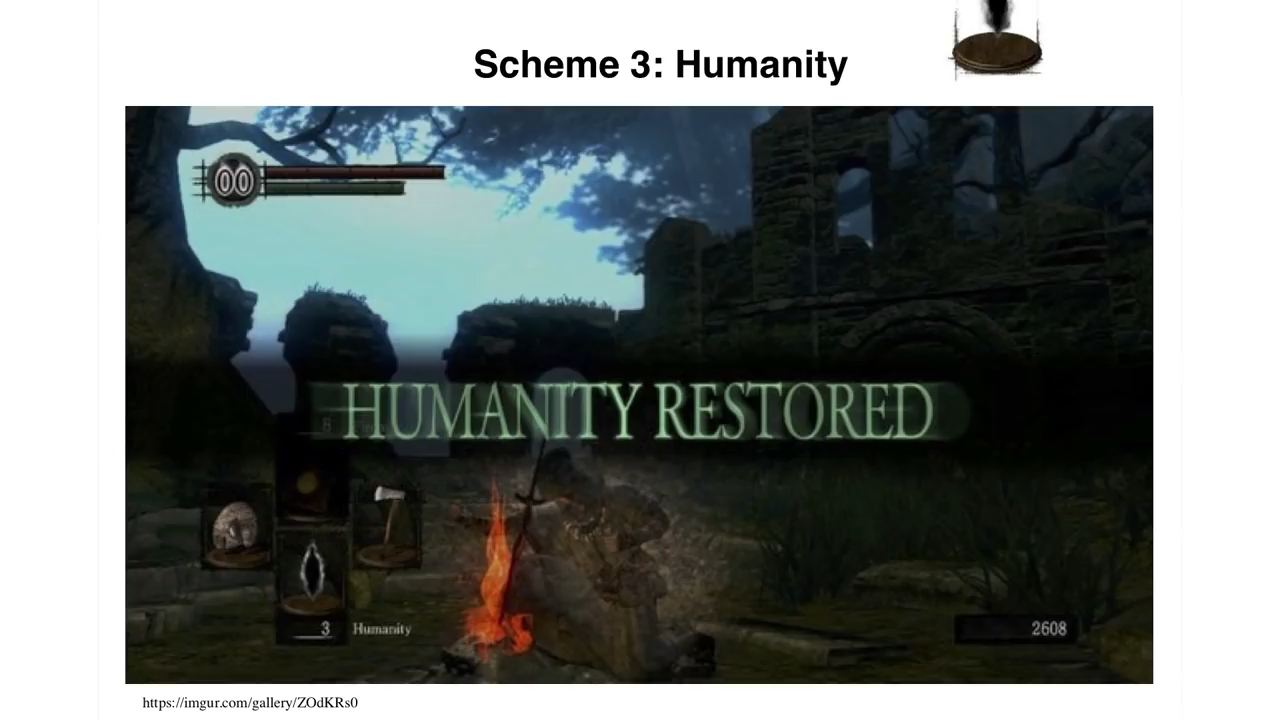 Scheme 3: Humanity
00
HUMANITY RESTORED
3 Humanity
2608
https://imgur.com/gallery/ZOdKRs0